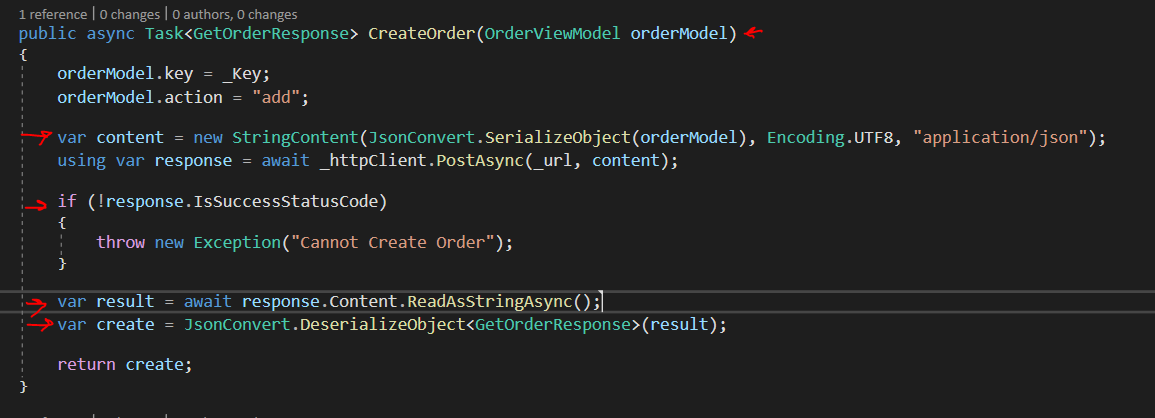 1 reference | 0 changes | 0 authors, 0 changes
public async Task<GetOrderResponse> CreateOrder(OrderViewModel orderModel)
{
orderModel.key = _Key;
orderModel.action = "add";
var content = new StringContent(JsonConvert.SerializeObject(orderModel), Encoding.UTF8, "application/json");
using var response = await _httpClient.PostAsync(_url, content);
if (!response.IsSuccessStatusCode)
{
throw new Exception("Cannot Create Order");
}
var result = await response.Content.ReadAsStringAsync();
var create = JsonConvert.DeserializeObject<GetOrderResponse>(result);
return create;
}